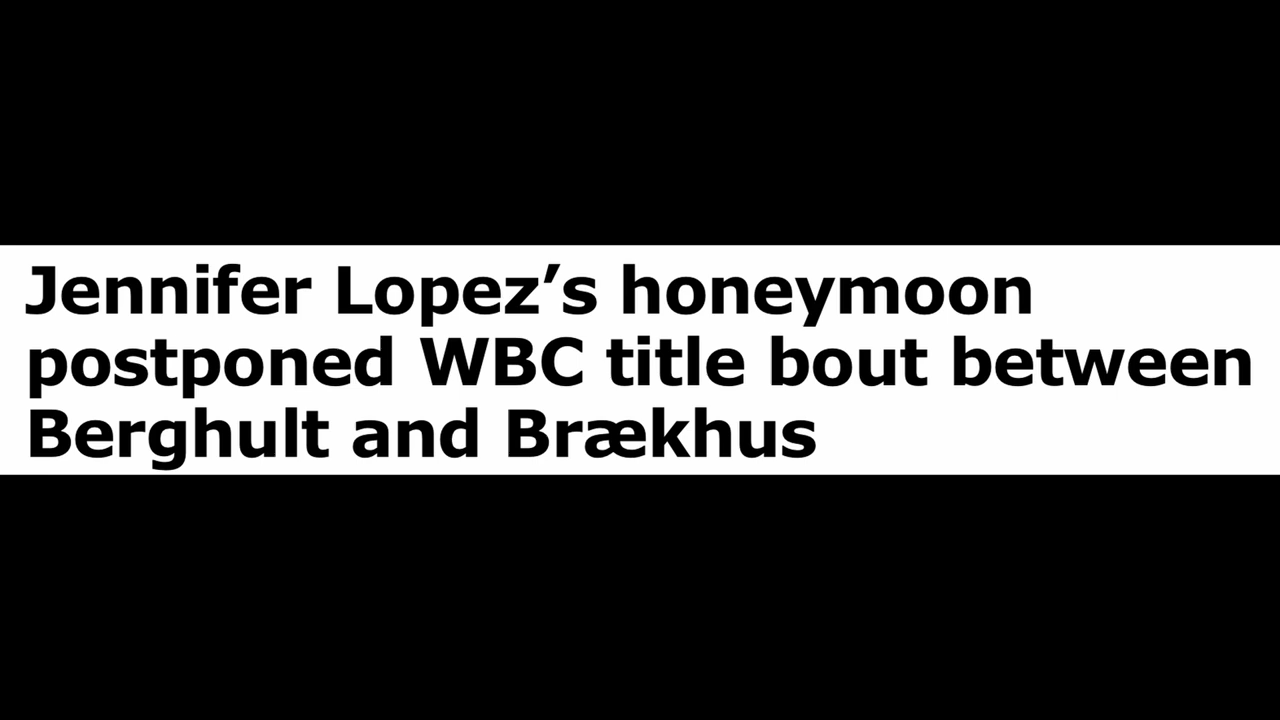 Jennifer Lopez’s honeymoon
postponed WBC title bout between
Berghult and Brækhus